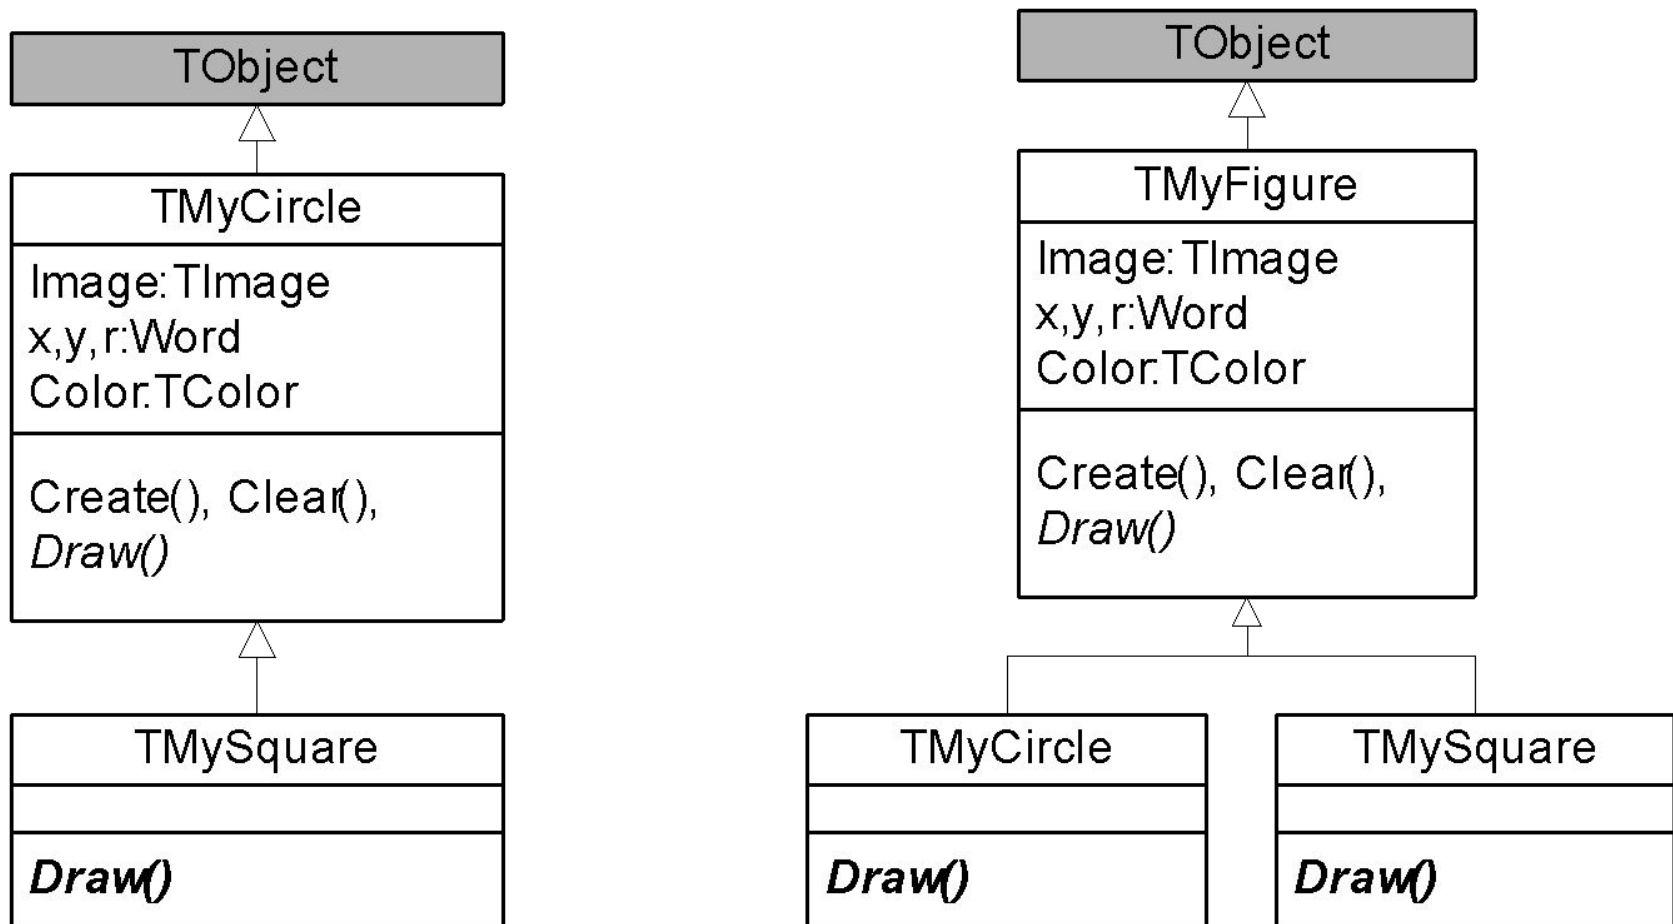 TObject
TMyCircle
Image:TImage
x,y,r:Word
Color:TColor
Create(), Clear(),
Draw()
TMySquare
Draw()
TObject
TMyFigure
Image:TImage
x,y,r:Word
Color:TColor
Create(), Clear(),
Draw()
TMyCircle
Draw()
TMySquare
Draw()